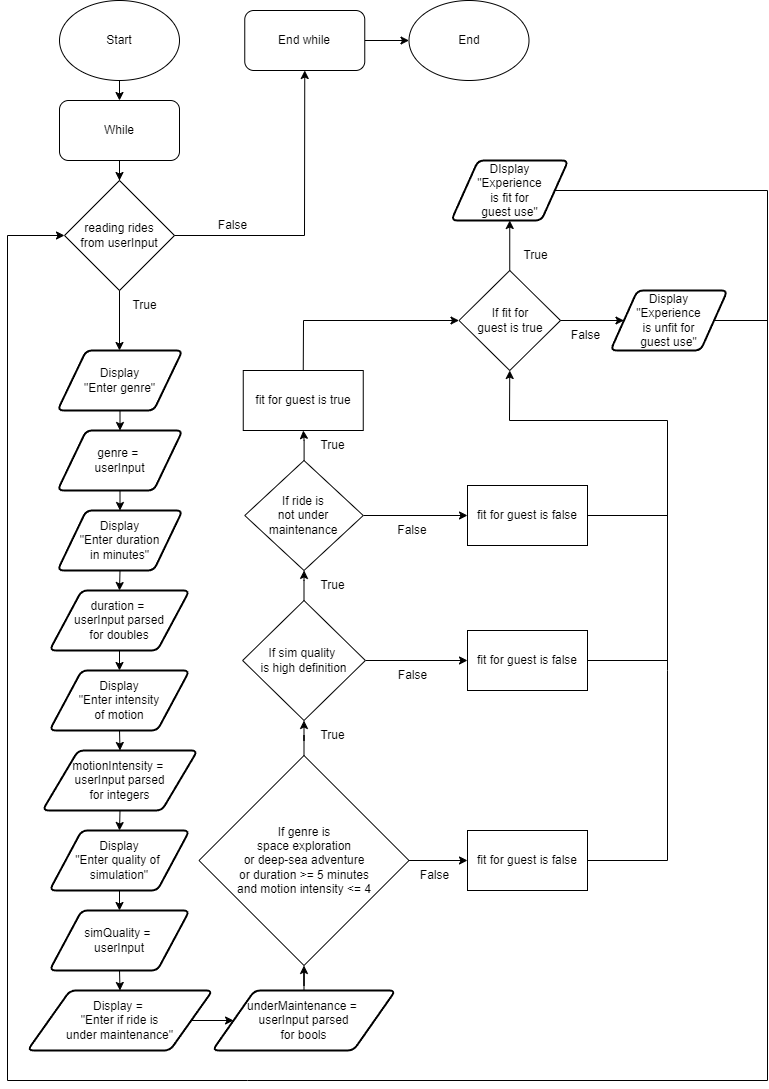 Start
End while
End
While
reading rides
from userInput
False
True
Display
"Enter genre"
genre =
userInput
Display
"Enter duration
in minutes"
duration =
userInput parsed
for doubles
Display
"Enter intensity
of motion
motionIntensity =
userInput parsed
for integers
Display
"Enter quality of
simulation"
simQuality =
userInput
Display =
"Enter if ride is
under maintenance"
underMaintenance =
userInput parsed
for bools
If genre is
space exploration
or deep-sea adventure
or duration >= 5 minutes
and motion intensity <= 4
False
fit for guest is false
True
If sim quality
is high definition
False
fit for guest is false
True
If ride is
not under
maintenance
False
fit for guest is false
True
fit for guest is true
If fit for
guest is true
True
DIsplay
"Experience
is fit for
guest use"
False
Display
"Experience
is unfit for
guest use"